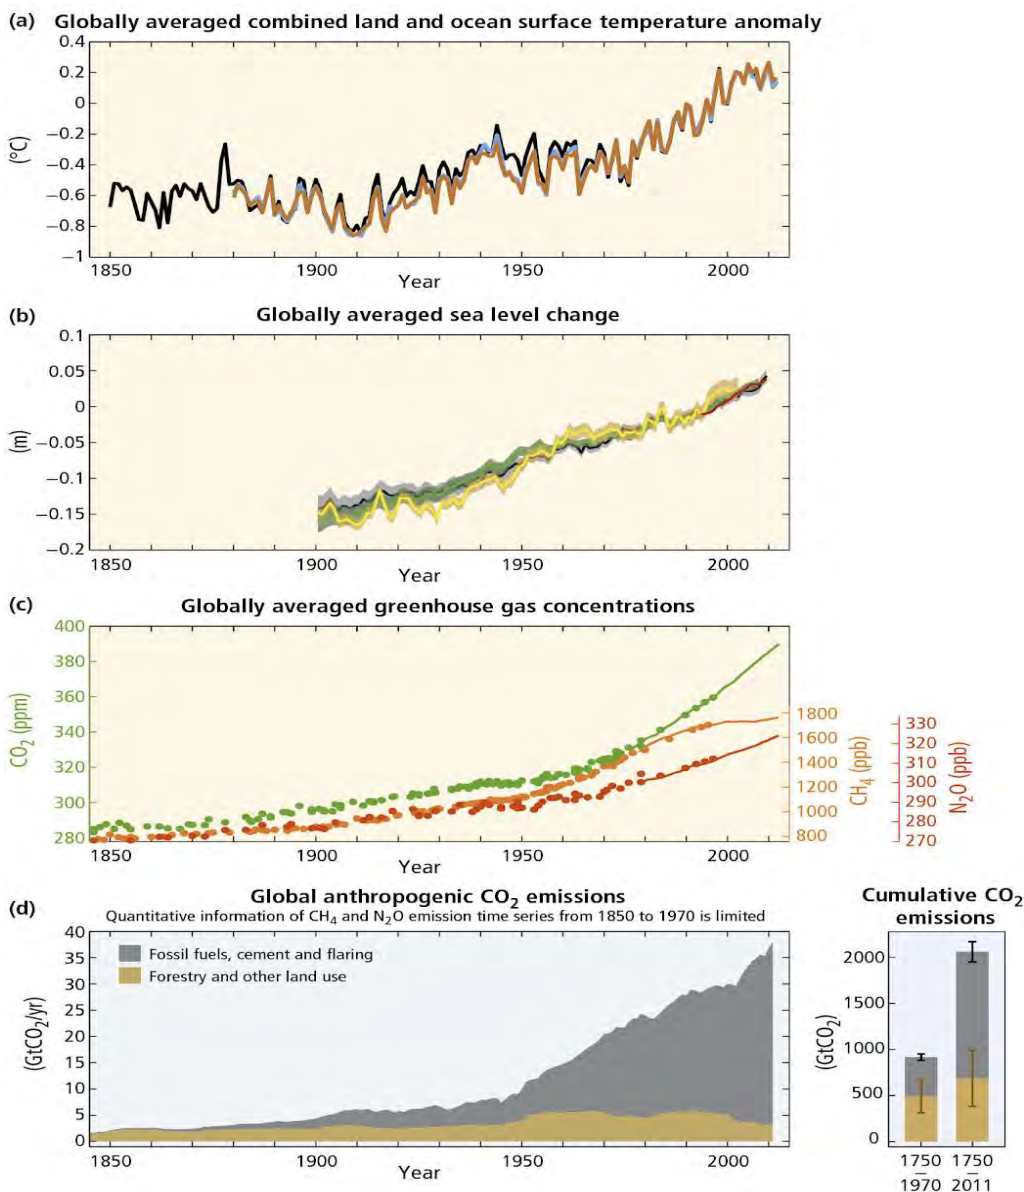 (a) Globally averaged combined land and ocean surface temperature anomaly
0.4
0.2
0
−0.2
−0.4
−0.6
−0.8
−1
(°C)
1850 1900 1950 2000
Year
(b) Globally averaged sea level change
0.1
0.05
0
−0.05
−0.1
−0.15
−0.2
(m)
1850 1900 1950 2000
Year
(c) Globally averaged greenhouse gas concentrations
400
380
360
340
320
300
280
CO₂ (ppm)
1800
1600
1400
1200
1000
800
CH₄ (ppb)
330
320
310
300
290
280
270
N₂O (ppb)
1850 1900 1950 2000
Year
(d) Global anthropogenic CO₂ emissions
Quantitative information of CH₄ and N₂O emission time series from 1850 to 1970 is limited
40
35
30
25
20
15
10
5
0
(GtCO₂/yr)
Fossil fuels, cement and flaring
Forestry and other land use
1850 1900 1950 2000
Year
Cumulative CO₂
emissions
2000
1500
1000
500
0
(GtCO₂)
1750 1750
– –
1970 2011